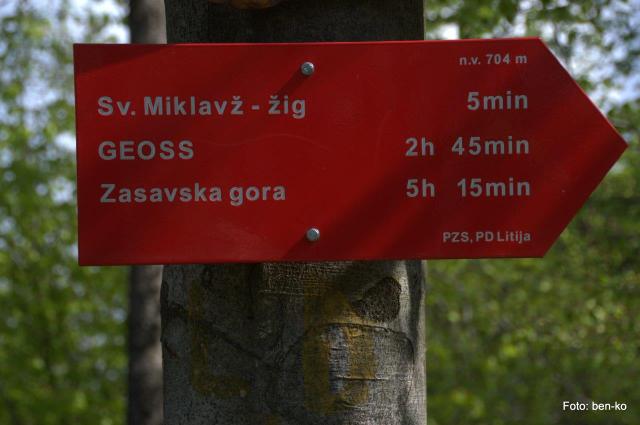 n.v. 704 m
Sv. Miklavž - žig 5min
GEOSS 2h 45min
Zasavska gora 5h 15min
PZS, PD Litija
Foto: ben-ko